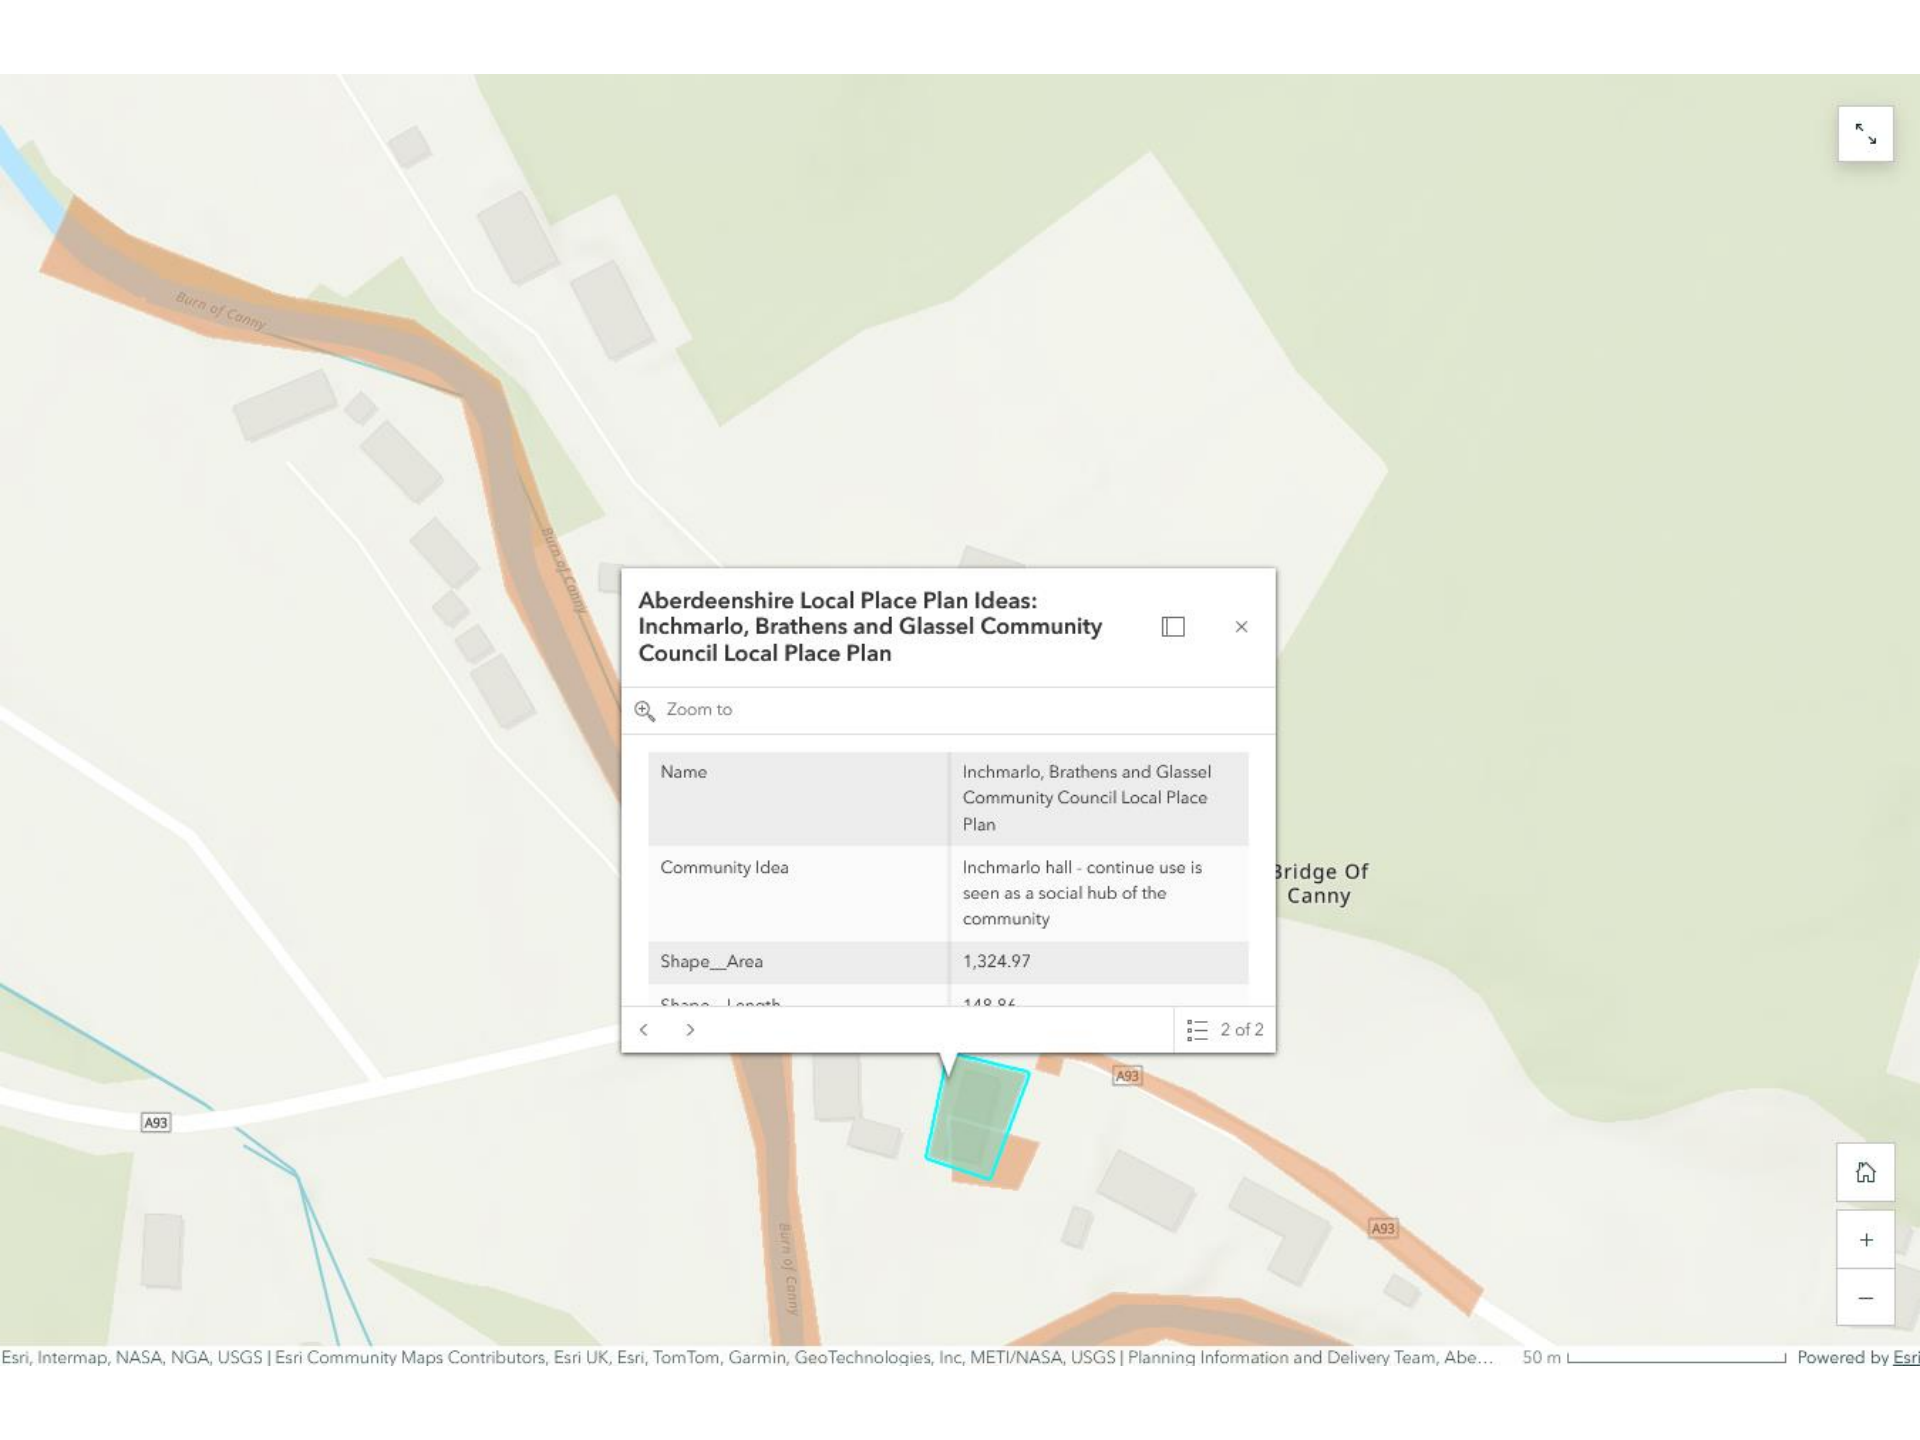 Burn of Canny
Burn of Canny
Aberdeenshire Local Place Plan Ideas:
Inchmarlo, Brathens and Glassel Community
Council Local Place Plan
Zoom to
Name
Inchmarlo, Brathens and Glassel
Community Council Local Place
Plan
Community Idea
Inchmarlo hall - continue use is
seen as a social hub of the
community
Shape__Area
1,324.97
Shape__Length
148.86
2 of 2
Bridge Of
Canny
A93
A93
A93
Burn of Canny
Esri, Intermap, NASA, NGA, USGS | Esri Community Maps Contributors, Esri UK, Esri, TomTom, Garmin, GeoTechnologies, Inc, METI/NASA, USGS | Planning Information and Delivery Team, Abe...
50 m
Powered by Esri